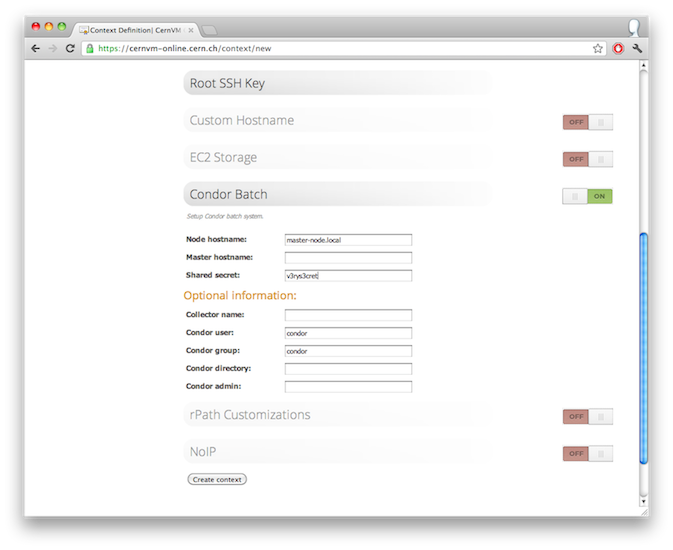 Context Definition| CernVM
https://cernvm-online.cern.ch/context/new
Root SSH Key
Custom Hostname
OFF
EC2 Storage
OFF
Condor Batch
ON
Setup Condor batch system.
Node hostname: master-node.local
Master hostname:
Shared secret: v3rys3cret
Optional information:
Collector name:
Condor user: condor
Condor group: condor
Condor directory:
Condor admin:
rPath Customizations
OFF
NoIP
OFF
Create context